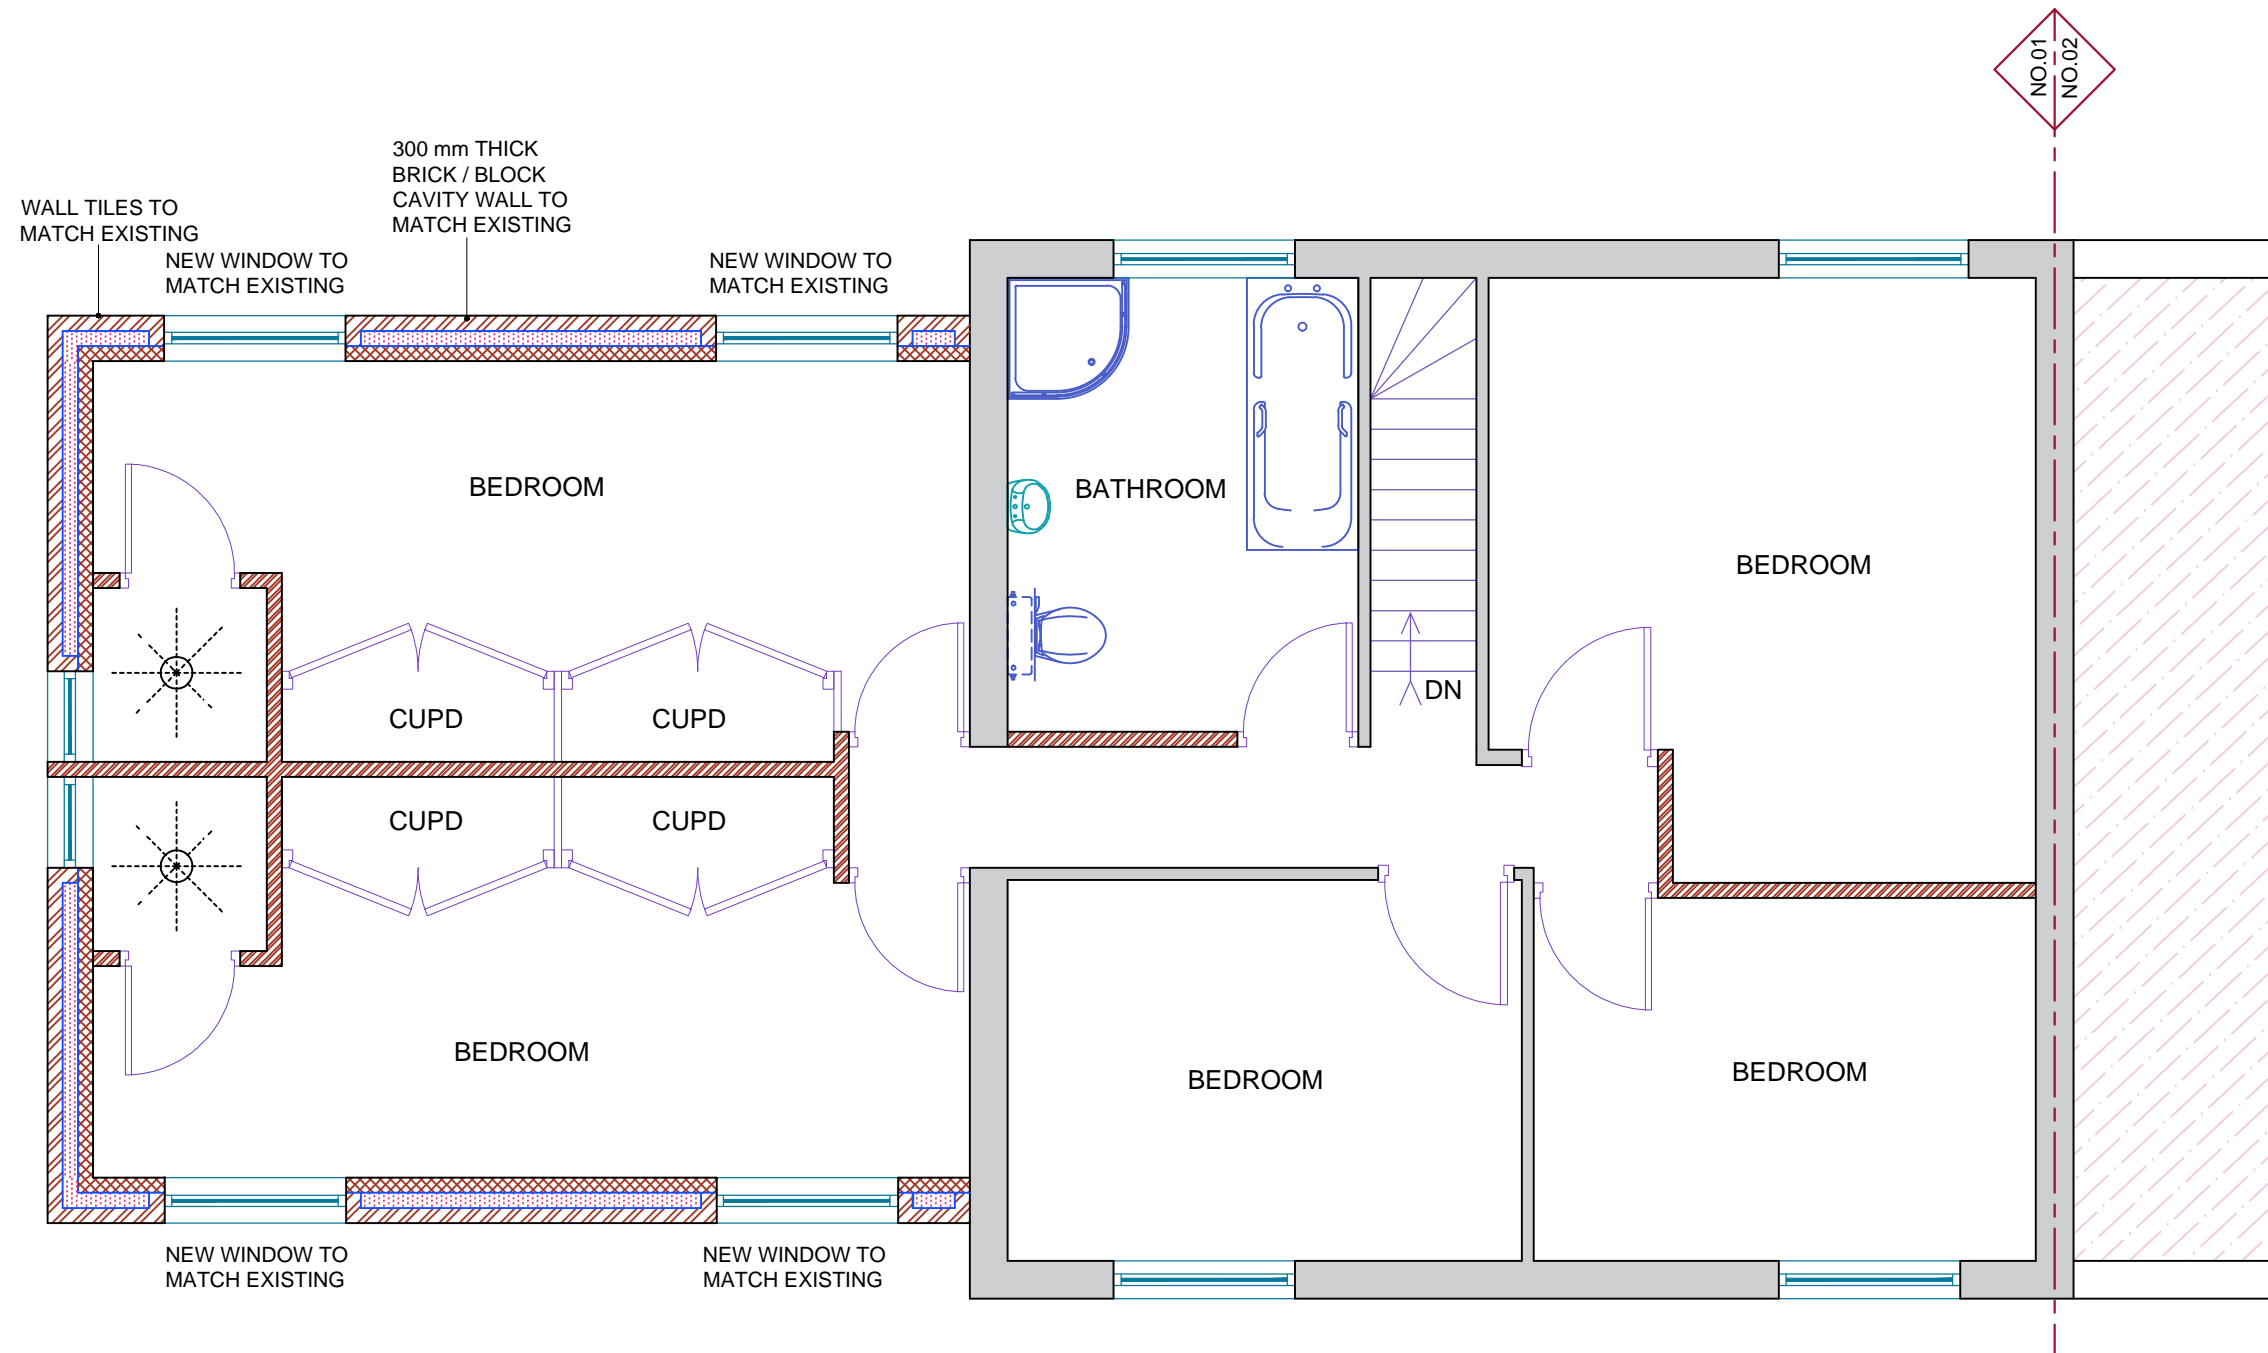 NO.01
NO.02
300 mm THICK
BRICK / BLOCK
CAVITY WALL TO
MATCH EXISTING
WALL TILES TO
MATCH EXISTING
NEW WINDOW TO
MATCH EXISTING
NEW WINDOW TO
MATCH EXISTING
BEDROOM
BATHROOM
BEDROOM
DN
CUPD
CUPD
CUPD
CUPD
BEDROOM
BEDROOM
BEDROOM
NEW WINDOW TO
MATCH EXISTING
NEW WINDOW TO
MATCH EXISTING